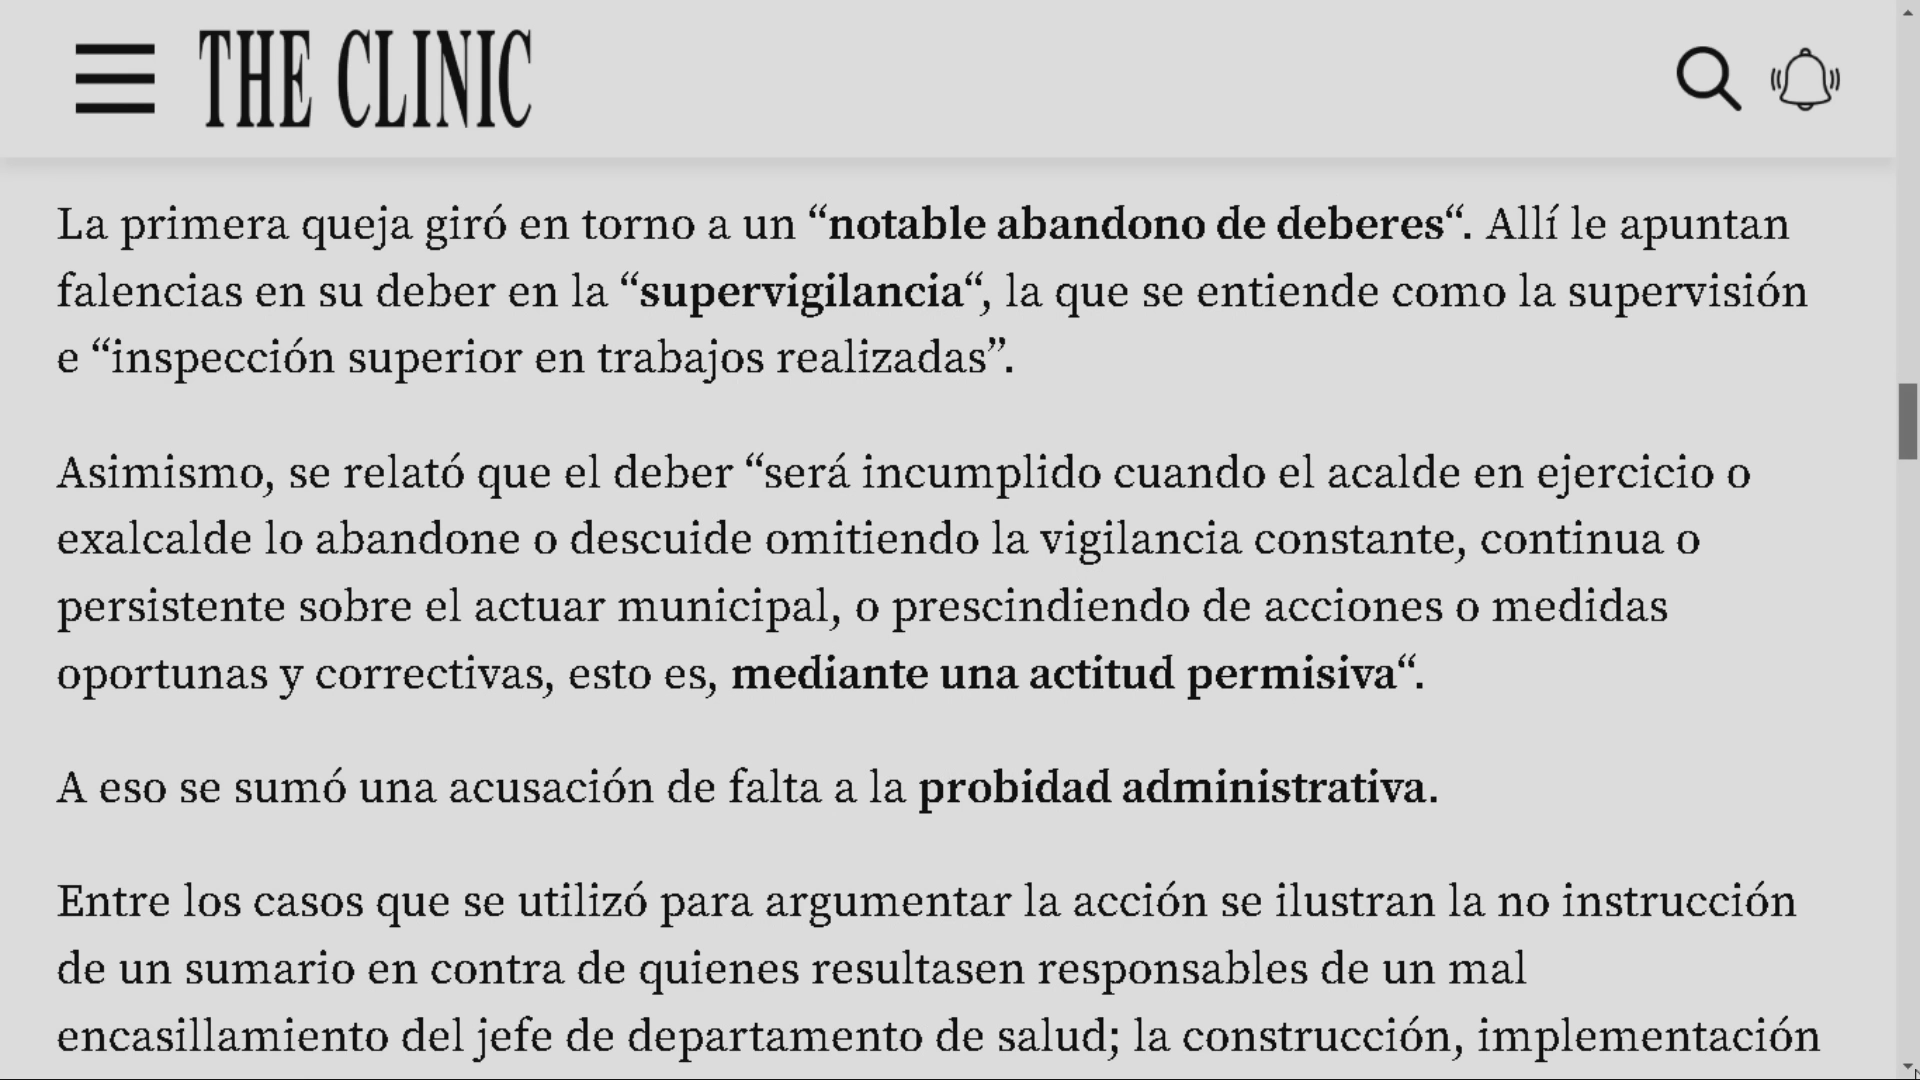 THE CLINIC
La primera queja giró en torno a un “notable abandono de deberes“. Allí le apuntan
falencias en su deber en la “supervigilancia“, la que se entiende como la supervisión
e “inspección superior en trabajos realizadas”.
Asimismo, se relató que el deber “será incumplido cuando el acalde en ejercicio o
exalcalde lo abandone o descuide omitiendo la vigilancia constante, continua o
persistente sobre el actuar municipal, o prescindiendo de acciones o medidas
oportunas y correctivas, esto es, mediante una actitud permisiva“.
A eso se sumó una acusación de falta a la probidad administrativa.
Entre los casos que se utilizó para argumentar la acción se ilustran la no instrucción
de un sumario en contra de quienes resultasen responsables de un mal
encasillamiento del jefe de departamento de salud; la construcción, implementación